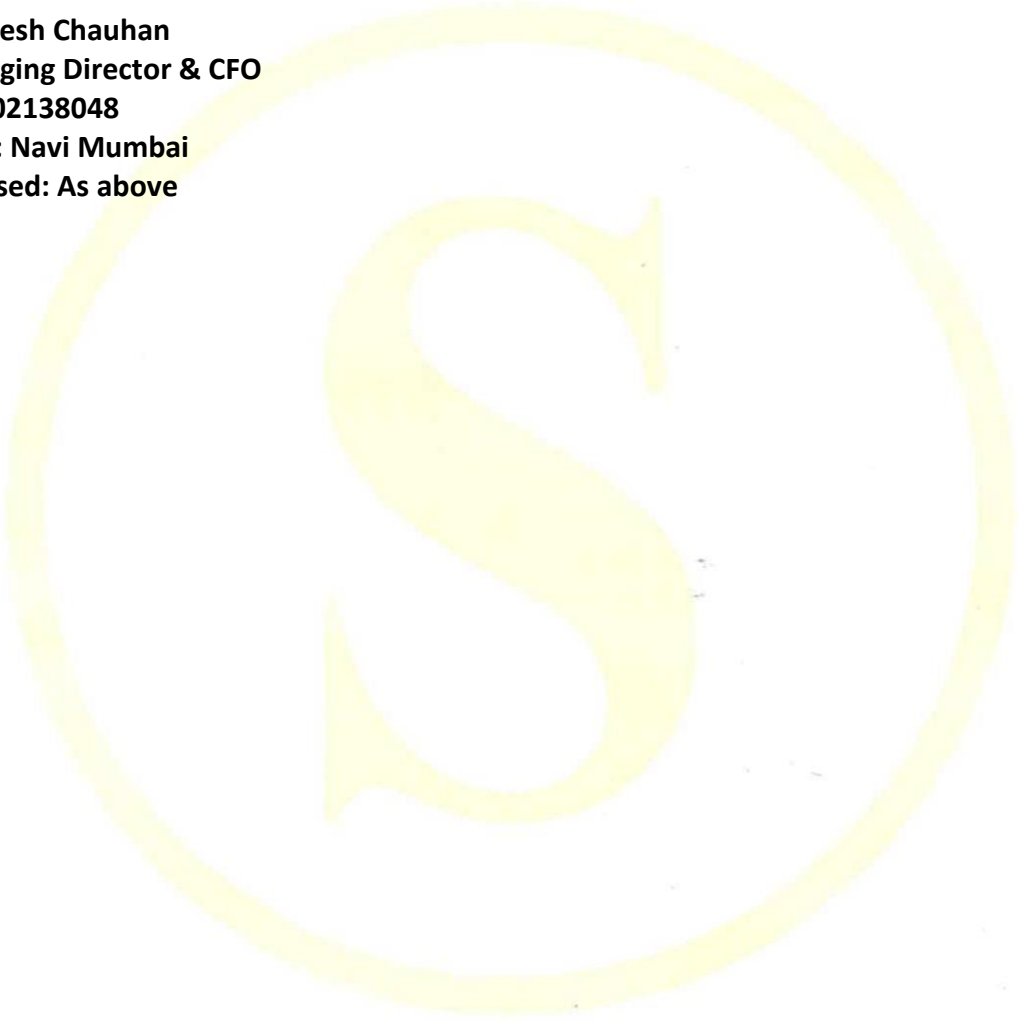 esh Chauhan
ging Director & CFO
02138048
: Navi Mumbai
sed: As above
S